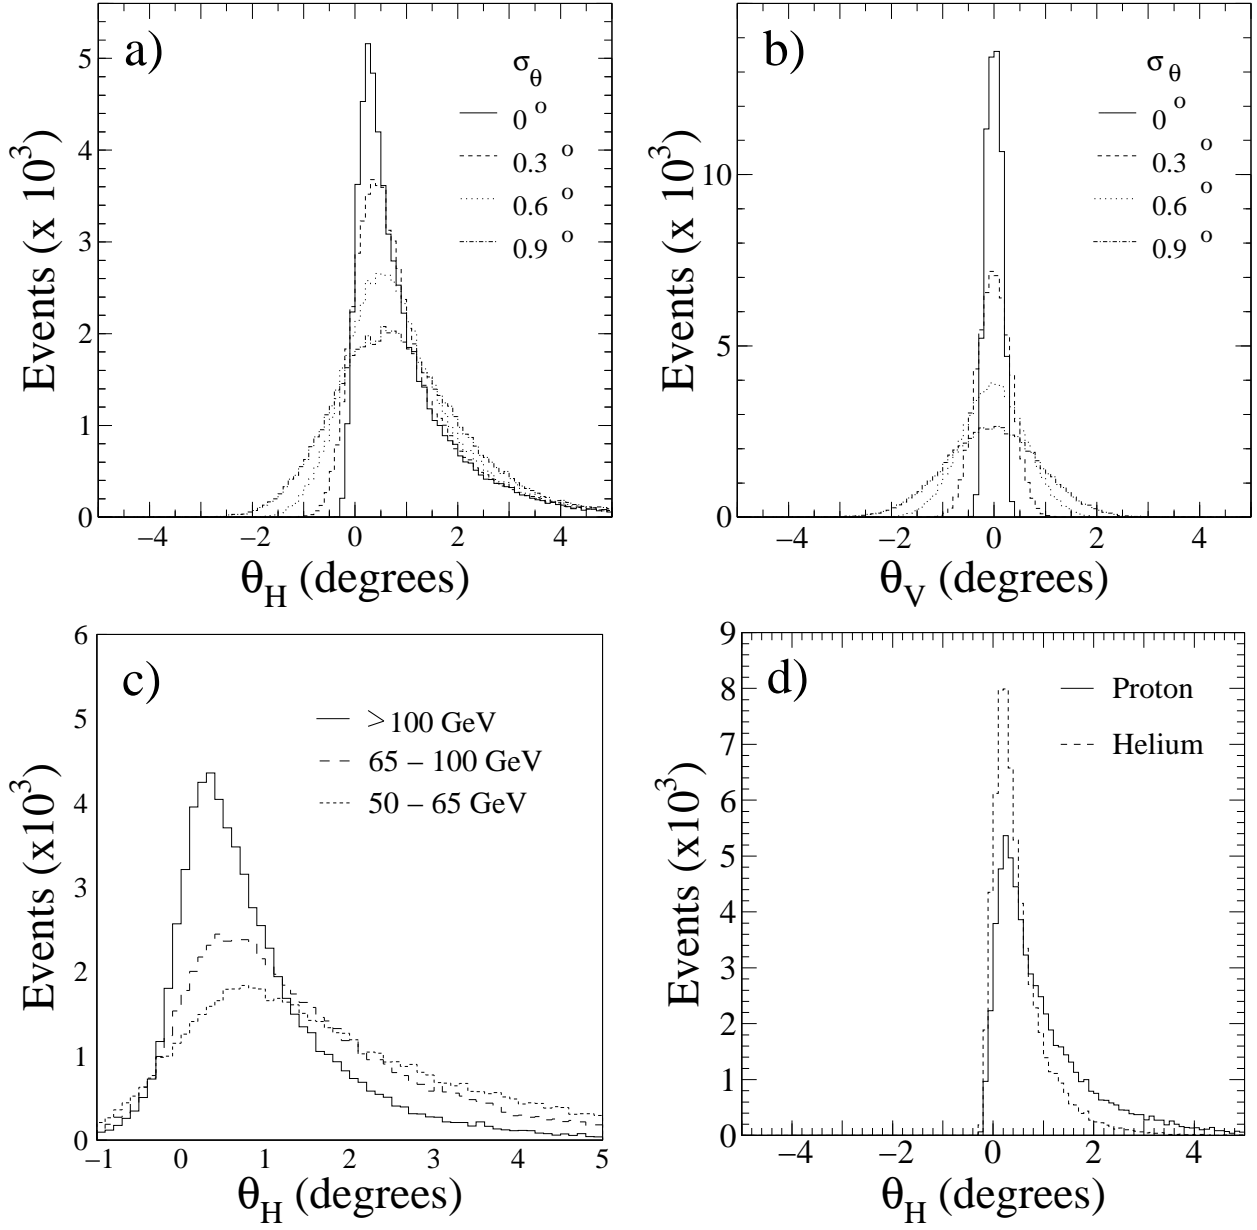 a)
σθ
0 o
0.3 o
0.6 o
0.9 o
5
4
3
2
1
0
Events (x 10³)
−4 −2 0 2 4
θH (degrees)
b)
σθ
0 o
0.3 o
0.6 o
0.9 o
10
5
0
Events (x 10³)
−4 −2 0 2 4
θV (degrees)
c)
>100 GeV
65 – 100 GeV
50 – 65 GeV
6
5
4
3
2
1
0
Events (x10³)
−1 0 1 2 3 4 5
θH (degrees)
d)
Proton
Helium
9
8
7
6
5
4
3
2
1
0
Events (x10³)
−4 −2 0 2 4
θH (degrees)